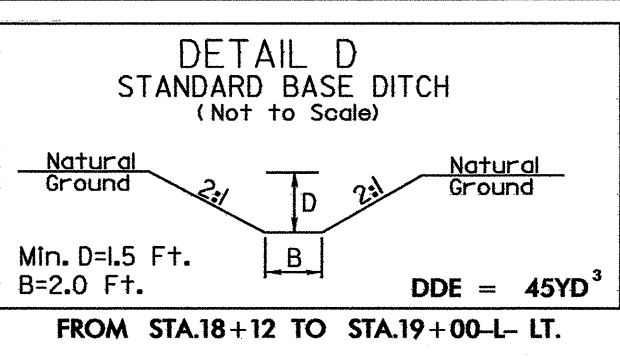 DETAIL D
STANDARD BASE DITCH
(Not to Scale)
Natural
Ground
2:1
D
2:1
Natural
Ground
B
Min. D=1.5 Ft.
B=2.0 Ft.
DDE = 45YD³
FROM STA.18+12 TO STA.19+00-L- LT.